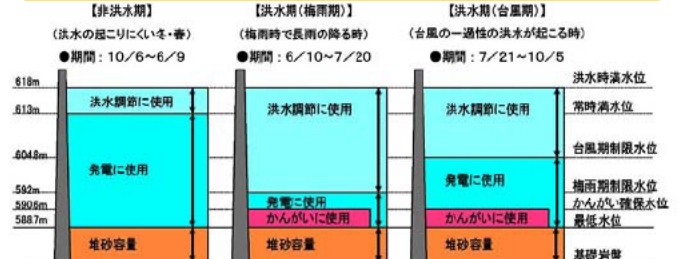 【非洪水期】
(洪水の起こりにくい冬・春)
●期間：10/6~6/9
【洪水期(梅雨期)】
(梅雨時で長雨の降る時)
●期間：6/10~7/20
【洪水期(台風期)】
(台風の一過性の洪水が起こる時)
●期間：7/21~10/5
618m
613m
604.8m
592m
590.6m
588.7m
洪水調節に使用
発電に使用
堆砂容量
洪水調節に使用
発電に使用
かんがいに使用
堆砂容量
洪水調節に使用
発電に使用
かんがいに使用
堆砂容量
洪水時満水位
常時満水位
台風期制限水位
梅雨期制限水位
かんがい確保水位
最低水位
基礎岩盤